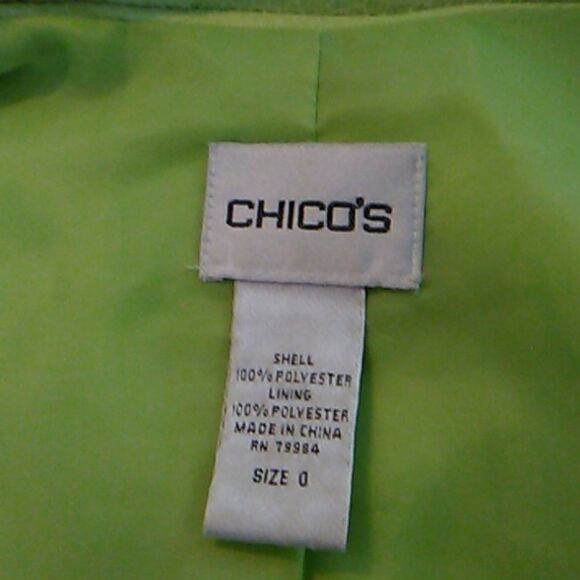 CHICO'S
SHELL
100% POLYESTER
LINING
100% POLYESTER
MADE IN CHINA
RN 79984
SIZE 0